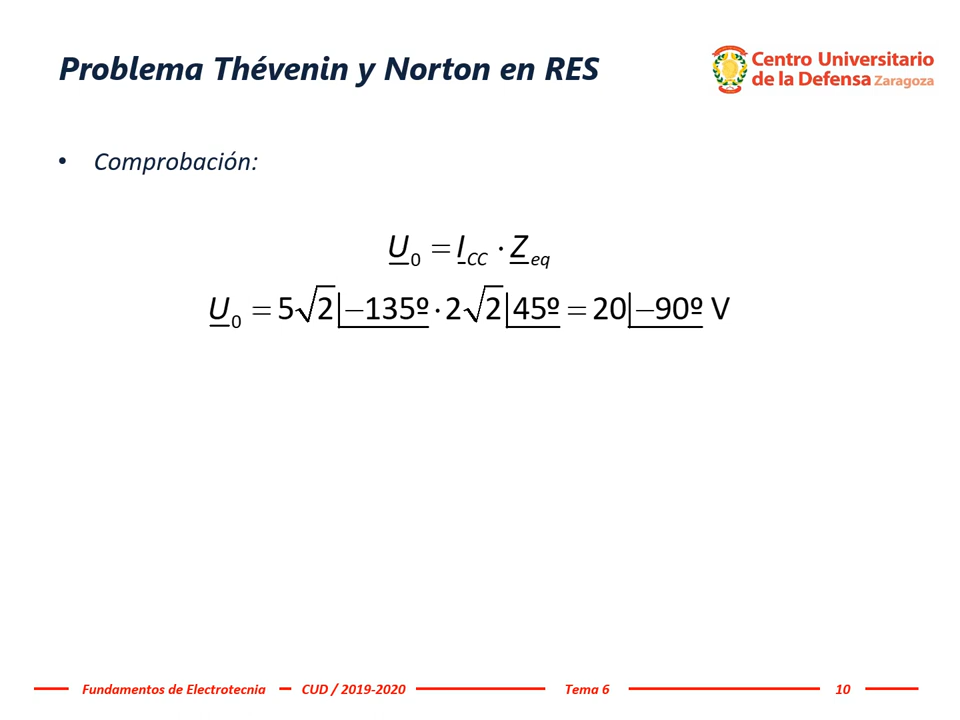 Problema Thévenin y Norton en RES
Centro Universitario
de la Defensa Zaragoza
• Comprobación:
U₀ = I_CC · Z_eq
U₀ = 5√2|−135º · 2√2|45º = 20|−90º V
Fundamentos de Electrotecnia CUD / 2019-2020 Tema 6 10